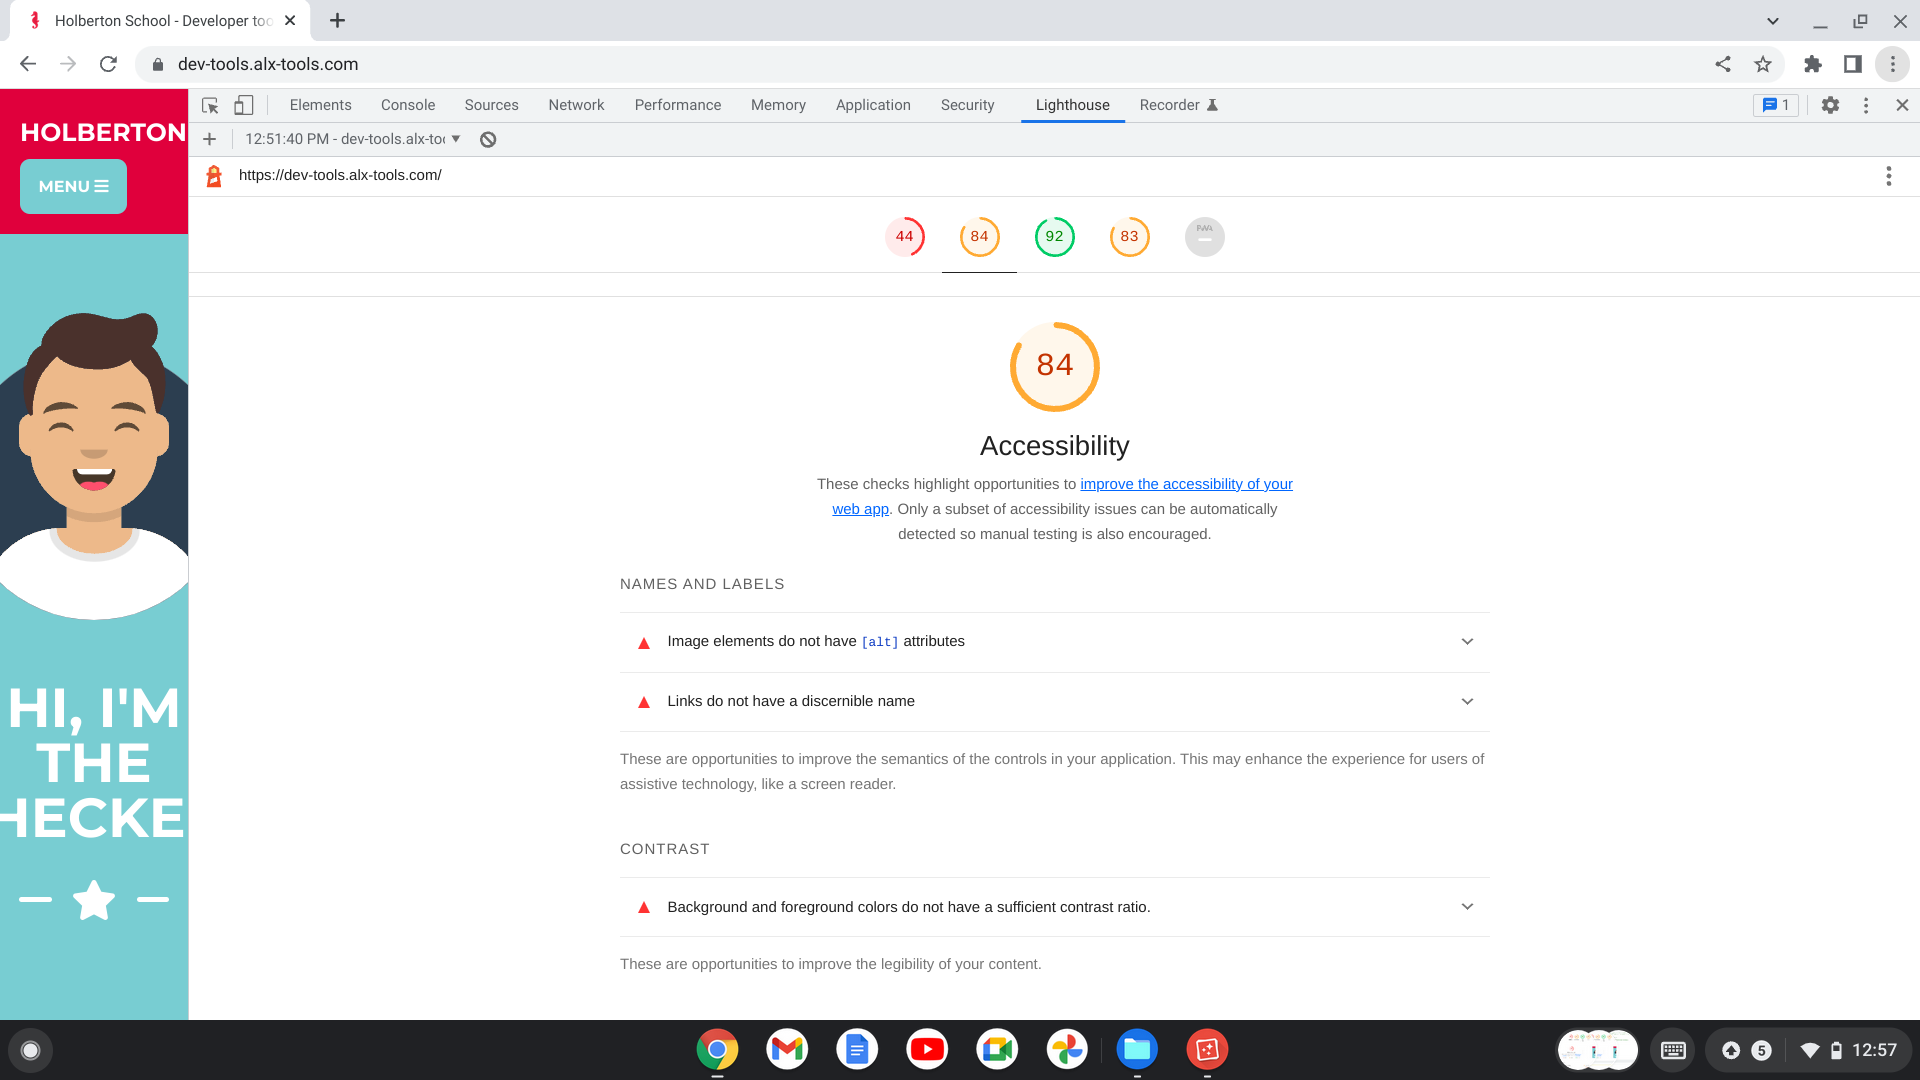 Holberton School - Developer too
dev-tools.alx-tools.com
HOLBERTON
MENU
HI, I'M
THE
HECKE
Elements Console Sources Network Performance Memory Application Security Lighthouse Recorder 1
12:51:40 PM - dev-tools.alx-to
https://dev-tools.alx-tools.com/
44 84 92 83 PWA
84
Accessibility
These checks highlight opportunities to improve the accessibility of your
web app. Only a subset of accessibility issues can be automatically
detected so manual testing is also encouraged.
NAMES AND LABELS
Image elements do not have [alt] attributes
Links do not have a discernible name
These are opportunities to improve the semantics of the controls in your application. This may enhance the experience for users of
assistive technology, like a screen reader.
CONTRAST
Background and foreground colors do not have a sufficient contrast ratio.
These are opportunities to improve the legibility of your content.
5 12:57